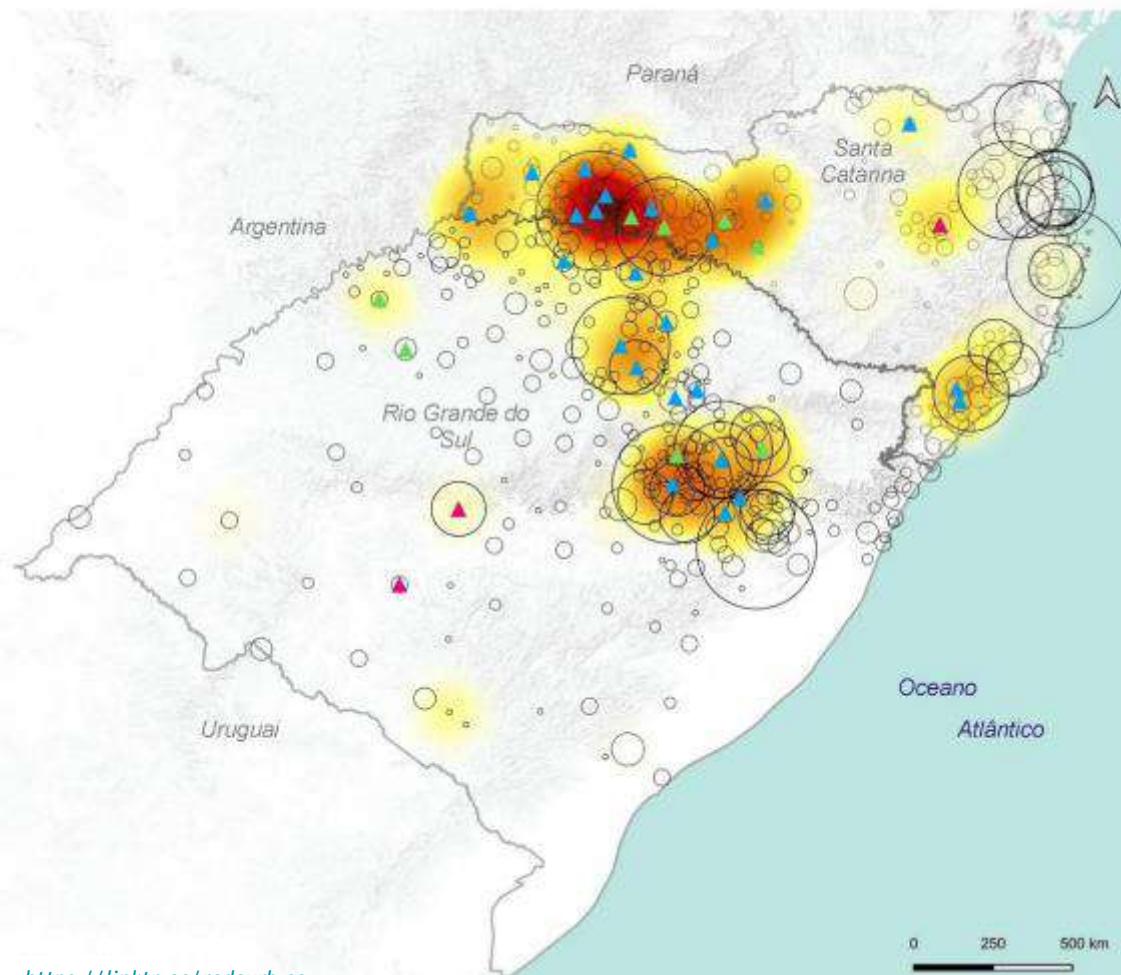 Paraná
Santa
Catarina
Argentina
Rio Grande do
Sul
Oceano
Atlântico
Uruguai
0 250 500 km